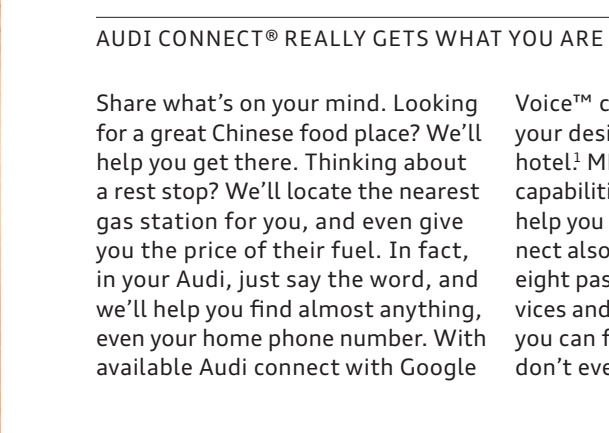 AUDI CONNECT® REALLY GETS WHAT YOU ARE
Share what’s on your mind. Looking
for a great Chinese food place? We’ll
help you get there. Thinking about
a rest stop? We’ll locate the nearest
gas station for you, and even give
you the price of their fuel. In fact,
in your Audi, just say the word, and
we’ll help you find almost anything,
even your home phone number. With
available Audi connect with Google
Voice™
your
hotel.¹
help you
nect also
eight
vices and
you can
don’t